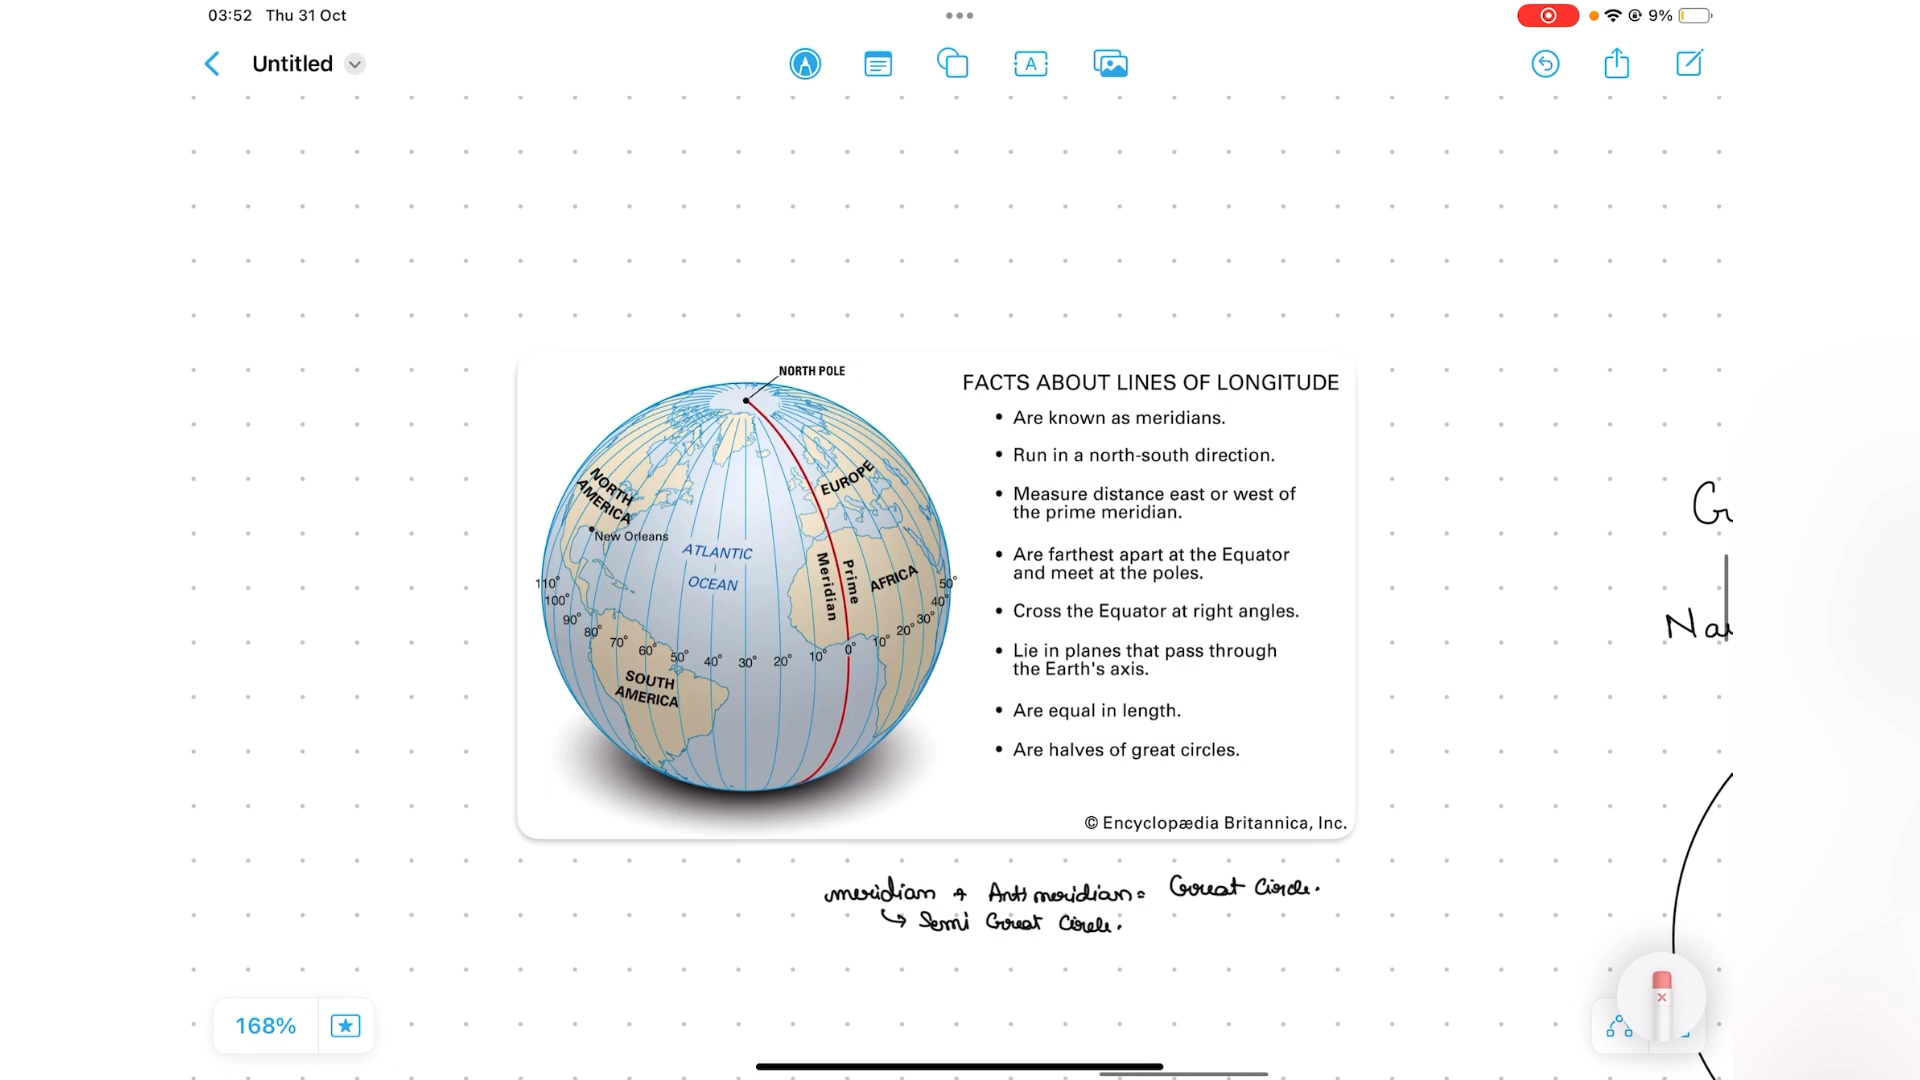 03:52 Thu 31 Oct
9%
Untitled
A
NORTH POLE
NORTH
AMERICA
New Orleans
EUROPE
ATLANTIC
OCEAN
Prime
Meridian
AFRICA
SOUTH
AMERICA
110° 100° 90° 80° 70° 60° 50° 40° 30° 20° 10° 0° 10° 20° 30° 40° 50°
FACTS ABOUT LINES OF LONGITUDE
• Are known as meridians.
• Run in a north-south direction.
• Measure distance east or west of
the prime meridian.
• Are farthest apart at the Equator
and meet at the poles.
• Cross the Equator at right angles.
• Lie in planes that pass through
the Earth's axis.
• Are equal in length.
• Are halves of great circles.
© Encyclopædia Britannica, Inc.
meridian + Anti meridian = Great Circle.
↳ Semi Great Circle.
168%